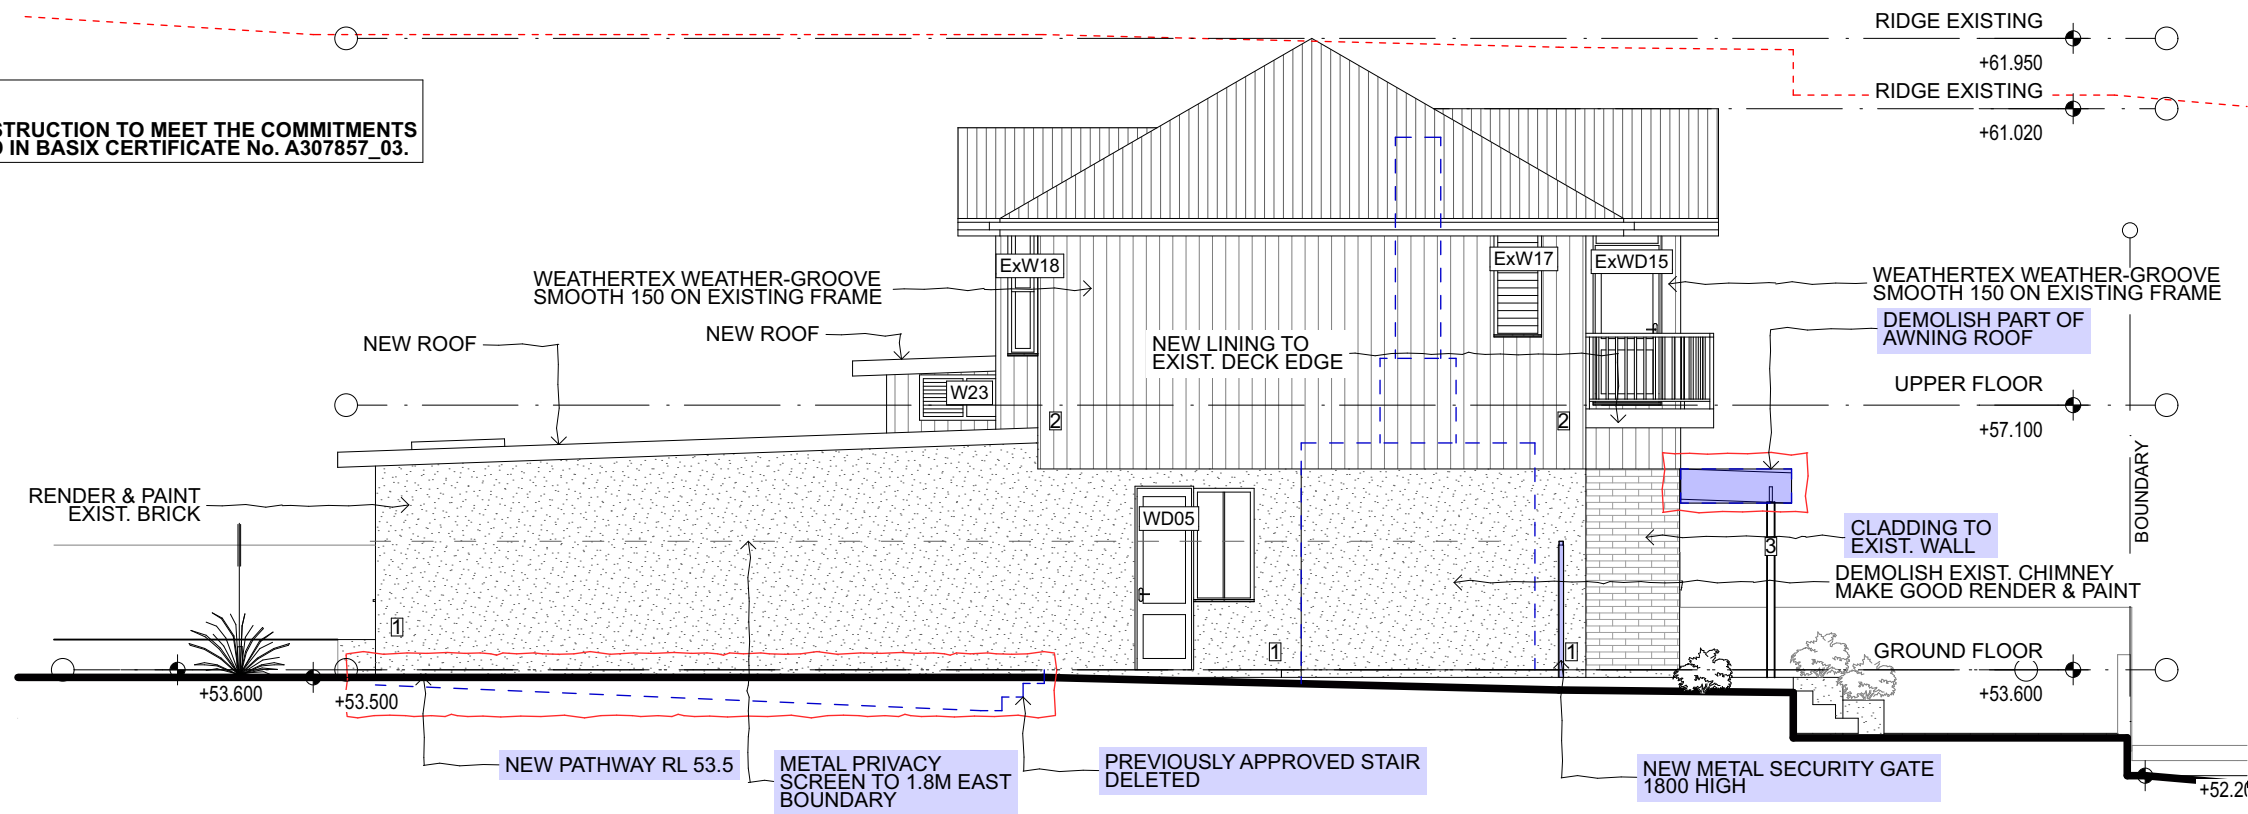 RIDGE EXISTING
+61.950
RIDGE EXISTING
+61.020
STRUCTION TO MEET THE COMMITMENTS
IN BASIX CERTIFICATE No. A307857_03.
ExW18
ExW17
ExWD15
WEATHERTEX WEATHER-GROOVE
SMOOTH 150 ON EXISTING FRAME
WEATHERTEX WEATHER-GROOVE
SMOOTH 150 ON EXISTING FRAME
NEW ROOF
NEW ROOF
NEW LINING TO
EXIST. DECK EDGE
DEMOLISH PART OF
AWNING ROOF
W23
UPPER FLOOR
+57.100
2
2
BOUNDARY
RENDER & PAINT
EXIST. BRICK
WD05
CLADDING TO
EXIST. WALL
3
DEMOLISH EXIST. CHIMNEY
MAKE GOOD RENDER & PAINT
1
1
1
GROUND FLOOR
+53.600
+53.600
+53.500
NEW PATHWAY RL 53.5
METAL PRIVACY
SCREEN TO 1.8M EAST
BOUNDARY
PREVIOUSLY APPROVED STAIR
DELETED
NEW METAL SECURITY GATE
1800 HIGH
+52.20